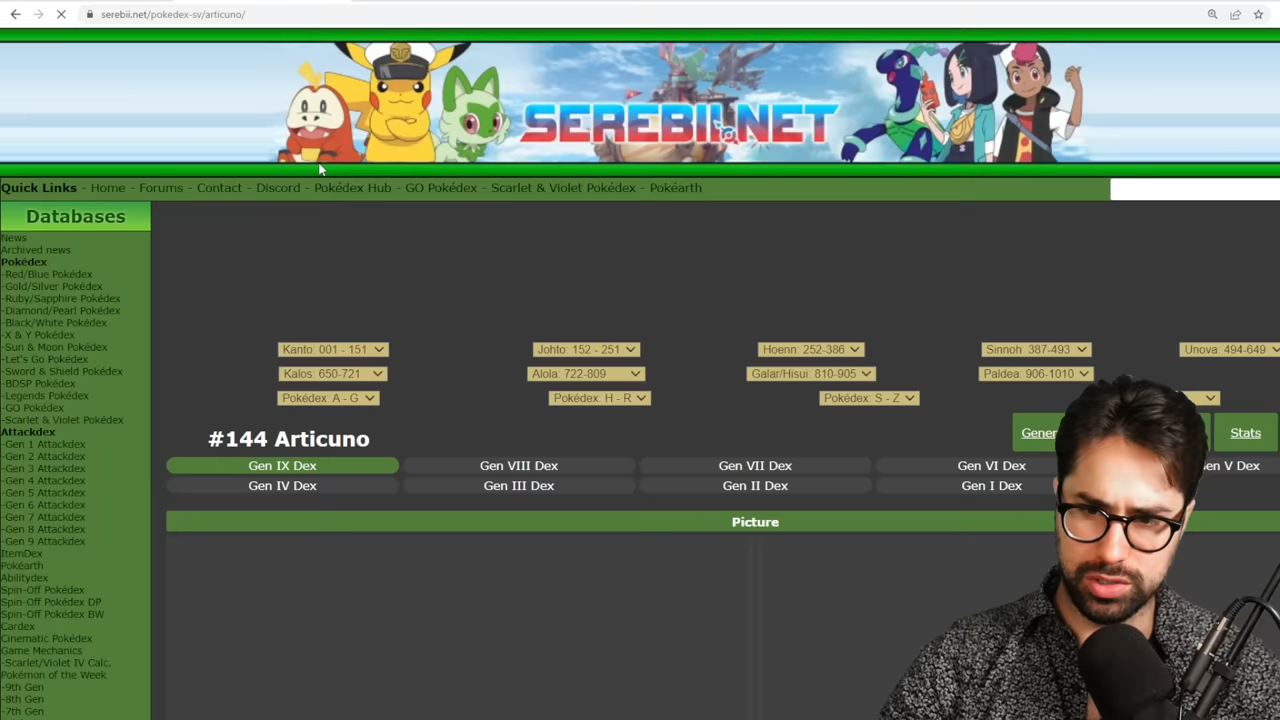 serebii.net/pokedex-sv/articuno/
SEREBII.NET
Quick Links - Home - Forums - Contact - Discord - Pokédex Hub - GO Pokédex - Scarlet & Violet Pokédex - Pokéarth
Databases
News
Archived news
Pokédex
-Red/Blue Pokédex
-Gold/Silver Pokédex
-Ruby/Sapphire Pokédex
-Diamond/Pearl Pokédex
-Black/White Pokédex
-X & Y Pokédex
-Sun & Moon Pokédex
-Let's Go Pokédex
-Sword & Shield Pokédex
-BDSP Pokédex
-Legends Pokédex
-GO Pokédex
-Scarlet & Violet Pokédex
Attackdex
-Gen 1 Attackdex
-Gen 2 Attackdex
-Gen 3 Attackdex
-Gen 4 Attackdex
-Gen 5 Attackdex
-Gen 6 Attackdex
-Gen 7 Attackdex
-Gen 8 Attackdex
-Gen 9 Attackdex
ItemDex
Pokéarth
Abilitydex
Spin-Off Pokédex
Spin-Off Pokédex DP
Spin-Off Pokédex BW
Cardex
Cinematic Pokédex
Game Mechanics
-Scarlet/Violet IV Calc.
Pokémon of the Week
-9th Gen
-8th Gen
-7th Gen
Kanto: 001 - 151 Johto: 152 - 251 Hoenn: 252-386 Sinnoh: 387-493 Unova: 494-649
Kalos: 650-721 Alola: 722-809 Galar/Hisui: 810-905 Paldea: 906-1010
Pokédex: A - G Pokédex: H - R Pokédex: S - Z
#144 Articuno
Gener Stats
Gen IX Dex Gen VIII Dex Gen VII Dex Gen VI Dex en V Dex
Gen IV Dex Gen III Dex Gen II Dex Gen I Dex
Picture